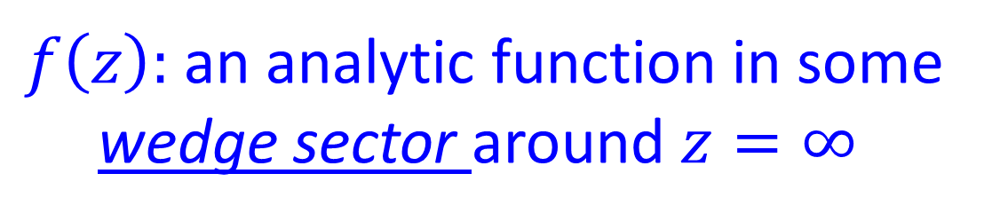 f(z): an analytic function in some
wedge sector around z = ∞